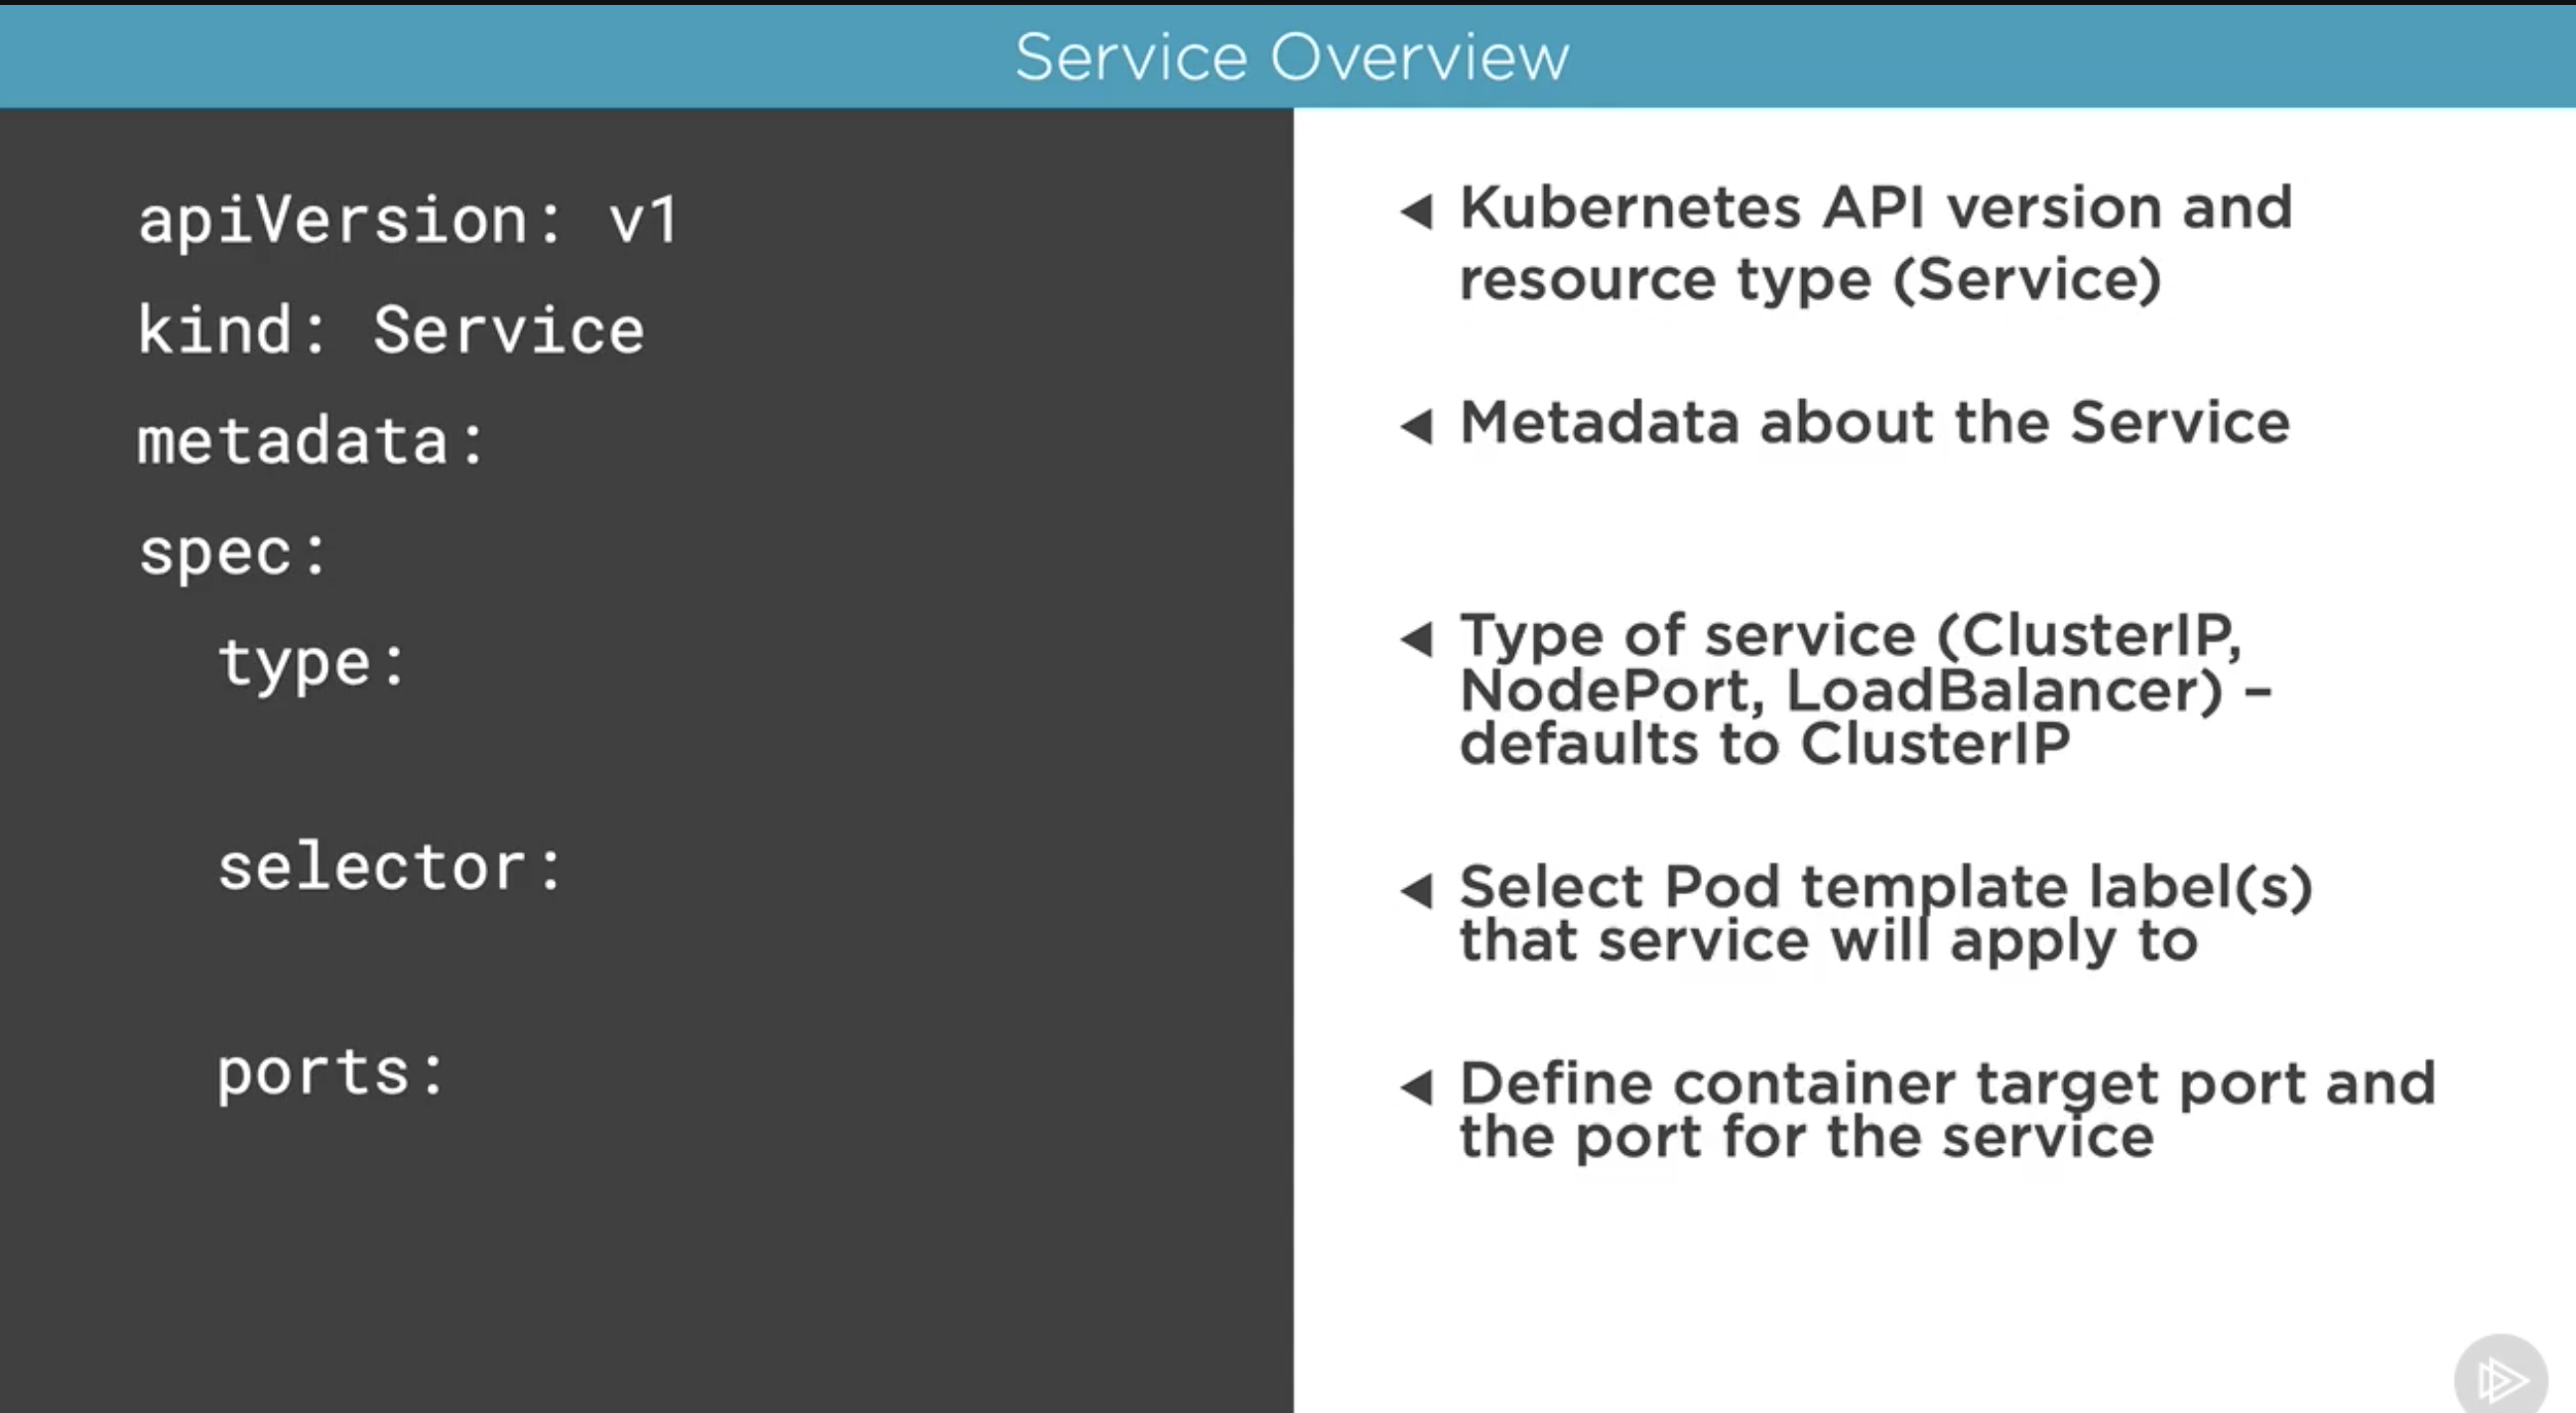 Service Overview
apiVersion: v1
kind: Service
metadata:
spec:
type:
selector:
ports:
◀ Kubernetes API version and
resource type (Service)
◀ Metadata about the Service
◀ Type of service (ClusterIP,
NodePort, LoadBalancer) –
defaults to ClusterIP
◀ Select Pod template label(s)
that service will apply to
◀ Define container target port and
the port for the service